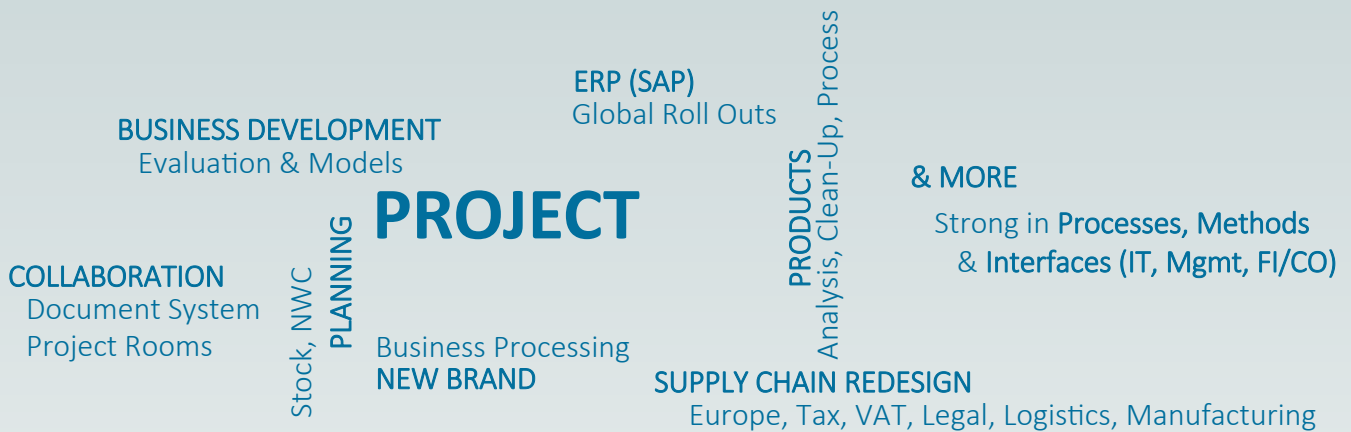 ERP (SAP)
Global Roll Outs
BUSINESS DEVELOPMENT
Evaluation & Models
PROJECT
PRODUCTS
Analysis, Clean-Up, Process
& MORE
Strong in Processes, Methods
& Interfaces (IT, Mgmt, FI/CO)
COLLABORATION
Document System
Project Rooms
Stock, NWC
PLANNING
Business Processing
NEW BRAND
SUPPLY CHAIN REDESIGN
Europe, Tax, VAT, Legal, Logistics, Manufacturing